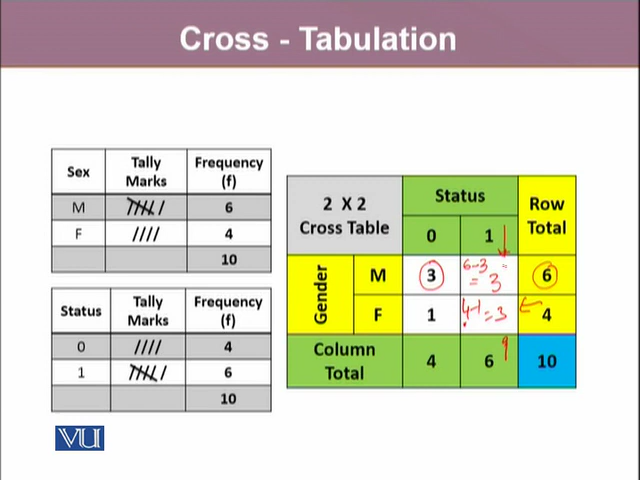 Cross - Tabulation
Sex Tally Marks Frequency (f)
M 6
F 4
10
Status Tally Marks Frequency (f)
0 4
1 6
10
2 X 2 Cross Table
Status
Row Total
0 1
Gender
M 3 6-3 = 3 6
F 1 4-1 = 3 4
Column Total 4 6 10
VU